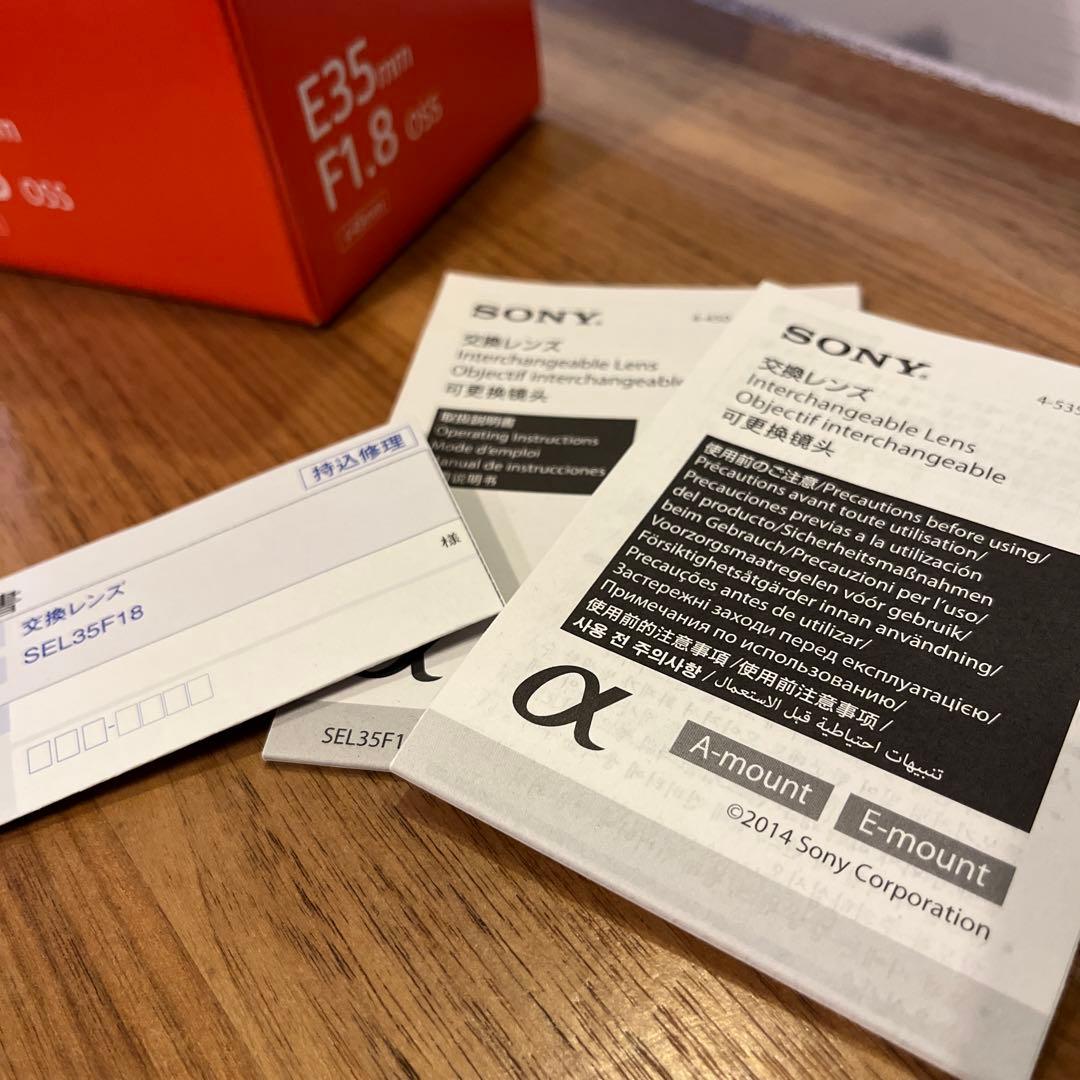 E35mm
F1.8 OSS
OSS
SONY
交換レンズ
Interchangeable Lens
Objectif interchangeable
可更换镜头
取扱説明書
Operating Instructions
Mode d'emploi
Manual de instrucciones
说明书
SEL35F1
持込修理
様
書
交換レンズ
SEL35F18
SONY
4-535
交換レンズ
Interchangeable Lens
Objectif interchangeable
可更换镜头
使用前のご注意/Precautions before using/
Précautions avant toute utilisation/
Precauciones previas a la utilización
del producto/Sicherheitsmaßnahmen
beim Gebrauch/Precauzioni per l'uso/
Voorzorgsmaatregelen vóór gebruik/
Försiktighetsåtgärder innan användning/
Precauções antes de utilizar/
Застережні заходи перед експлуатацією/
Примечания по использованию/
使用前的注意事项/使用前注意事項/
사용 전 주의사항/تنبيهات احتياطية قبل الاستعمال
α
A-mount
E-mount
©2014 Sony Corporation